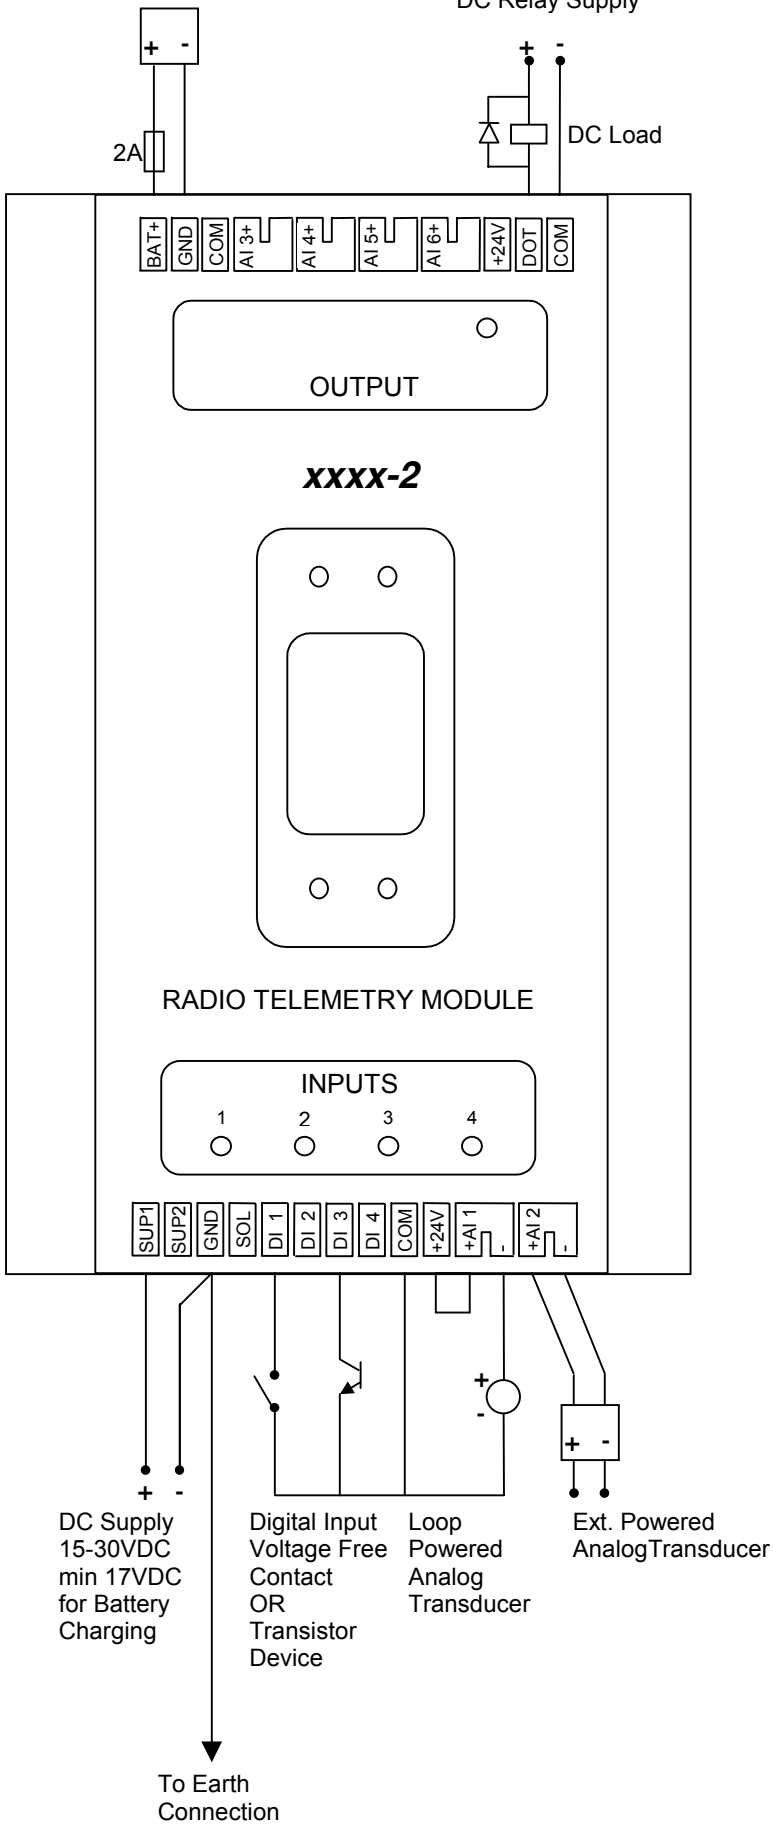 DC Relay Supply
+ -
+ -
2A
DC Load
BAT+ GND COM AI 3+ AI 4+ AI 5+ AI 6+ +24V DOT COM
OUTPUT
xxxx-2
RADIO TELEMETRY MODULE
INPUTS
1 2 3 4
SUP1 SUP2 GND SOL DI 1 DI 2 DI 3 DI 4 COM +24V +AI 1 - +AI 2 -
+
-
+ -
+ -
DC Supply
15-30VDC
min 17VDC
for Battery
Charging
Digital Input
Voltage Free
Contact
OR
Transistor
Device
Loop
Powered
Analog
Transducer
Ext. Powered
AnalogTransducer
To Earth
Connection